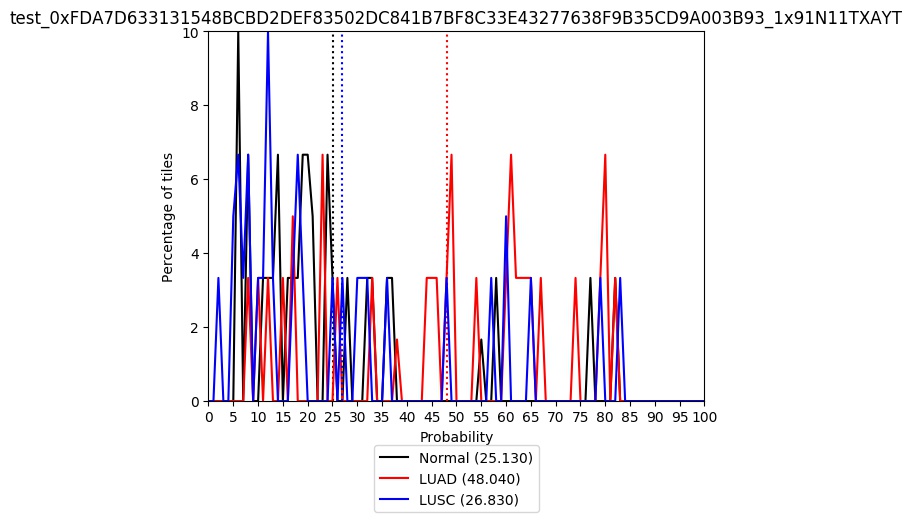 test_0xFDA7D633131548BCBD2DEF83502DC841B7BF8C33E43277638F9B35CD9A003B93_1x91N11TXAYT
10
8
6
4
2
0
Percentage of tiles
0 5 10 15 20 25 30 35 40 45 50 55 60 65 70 75 80 85 90 95 100
Probability
Normal (25.130)
LUAD (48.040)
LUSC (26.830)